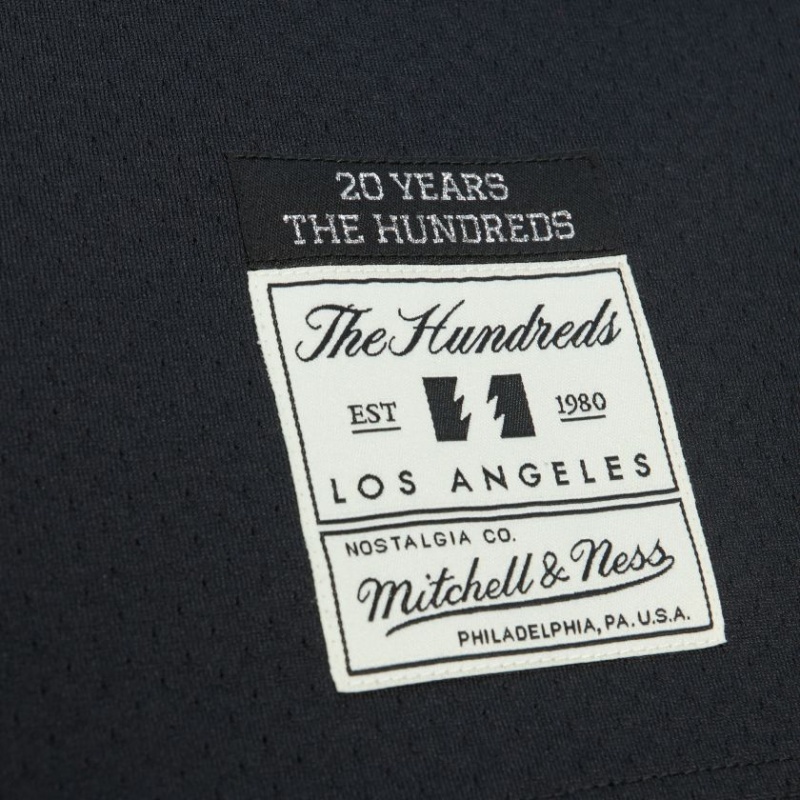 20 YEARS
THE HUNDREDS
The Hundreds
EST 1980
LOS ANGELES
NOSTALGIA CO.
Mitchell & Ness
PHILADELPHIA, PA. U.S.A.